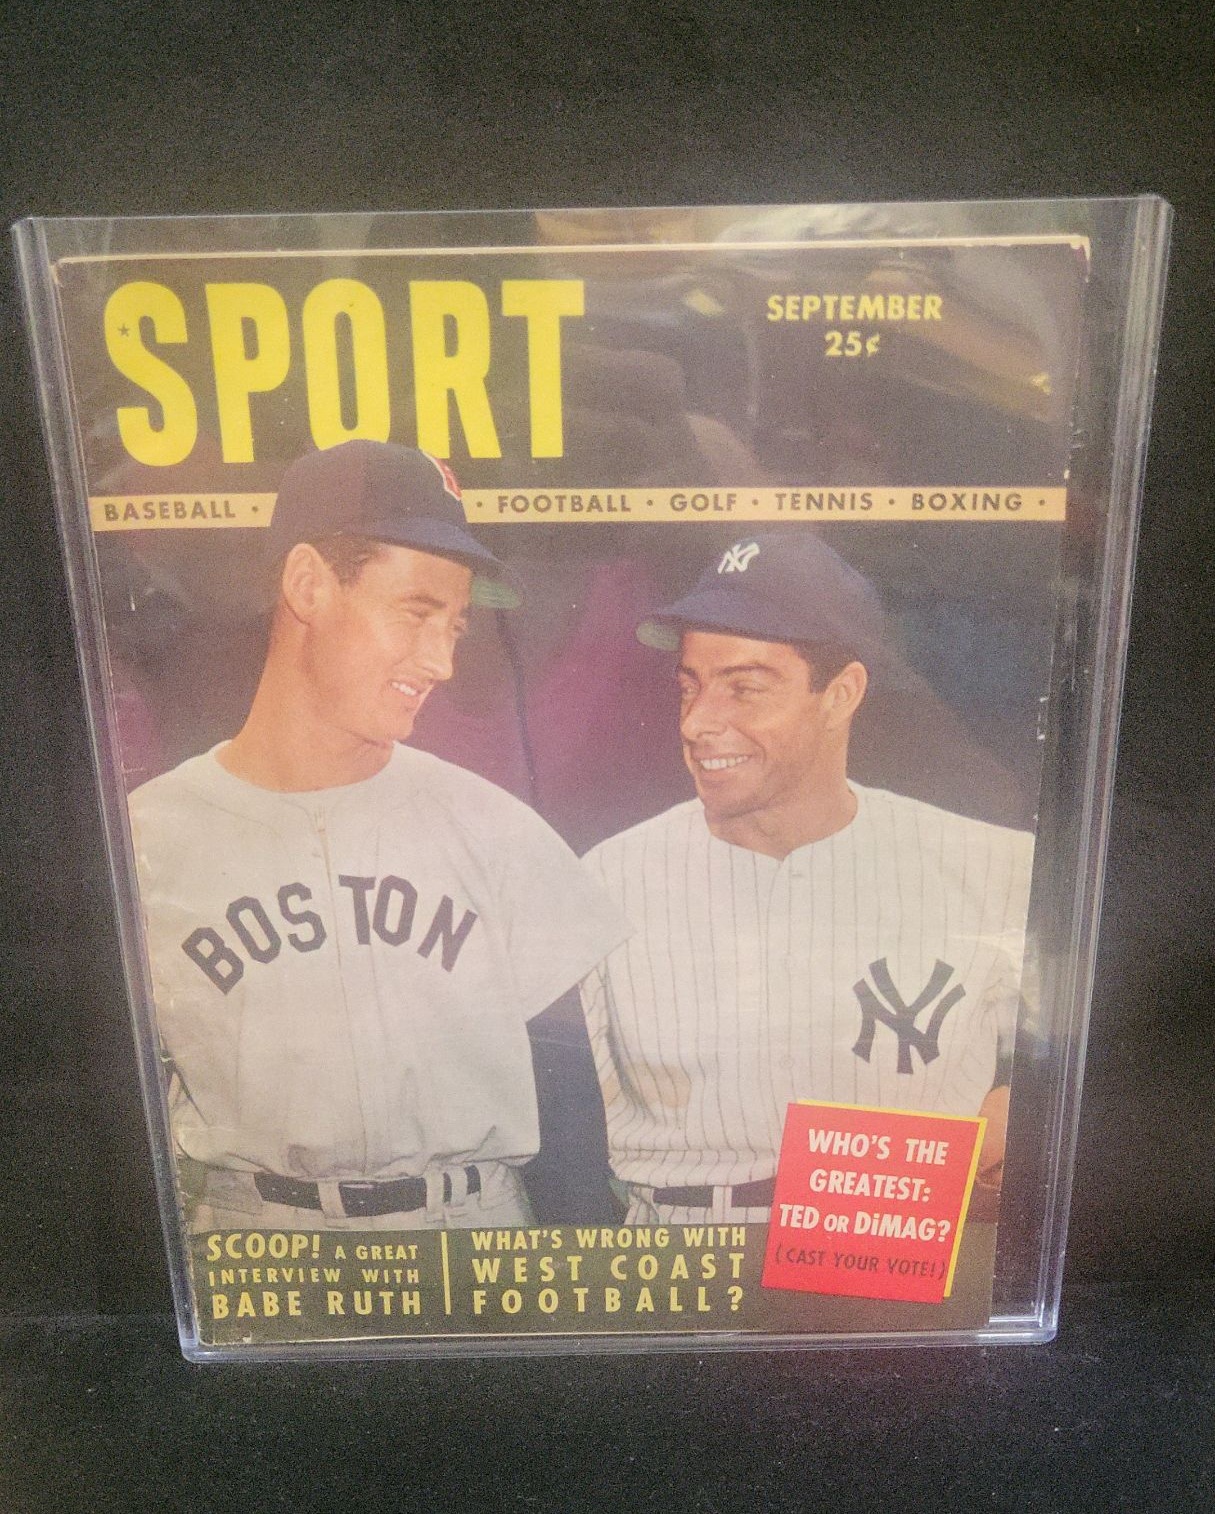 SPORT
SEPTEMBER
25¢
BASEBALL · · FOOTBALL · GOLF · TENNIS · BOXING ·
B
NY
BOSTON
NY
WHO'S THE
GREATEST:
TED OR DiMAG?
(CAST YOUR VOTE!)
SCOOP! A GREAT
INTERVIEW WITH
BABE RUTH
WHAT'S WRONG WITH
WEST COAST
FOOTBALL?